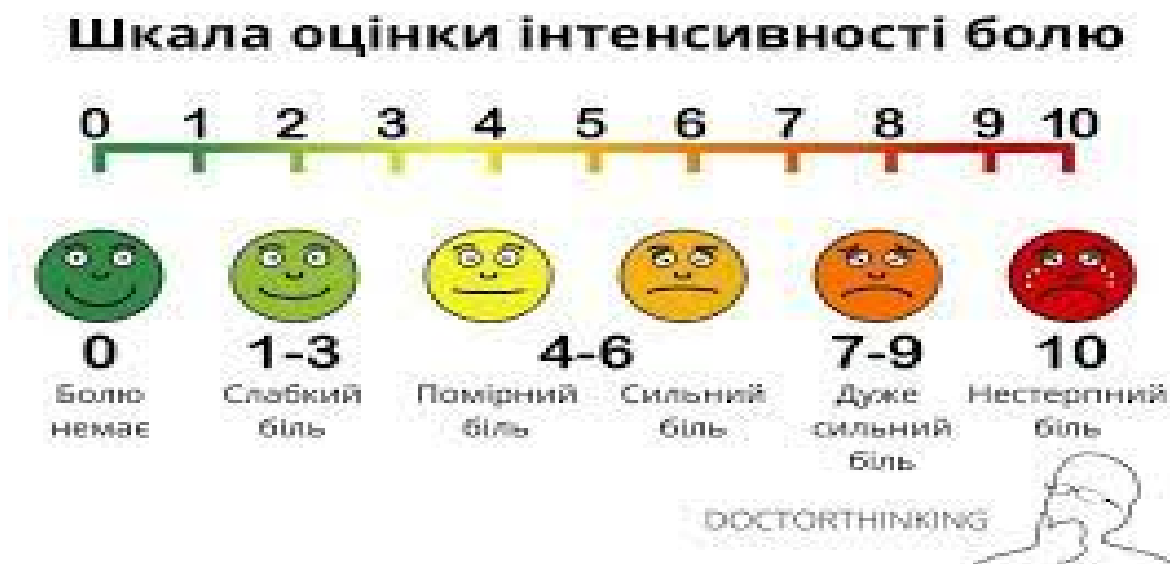 Шкала оцінки інтенсивності болю
0 1 2 3 4 5 6 7 8 9 10
0 1-3 4-6 7-9 10
Болю немає
Слабкий біль
Помірний біль
Сильний біль
Дуже сильний біль
Нестерпний біль
DOCTORTHINKING